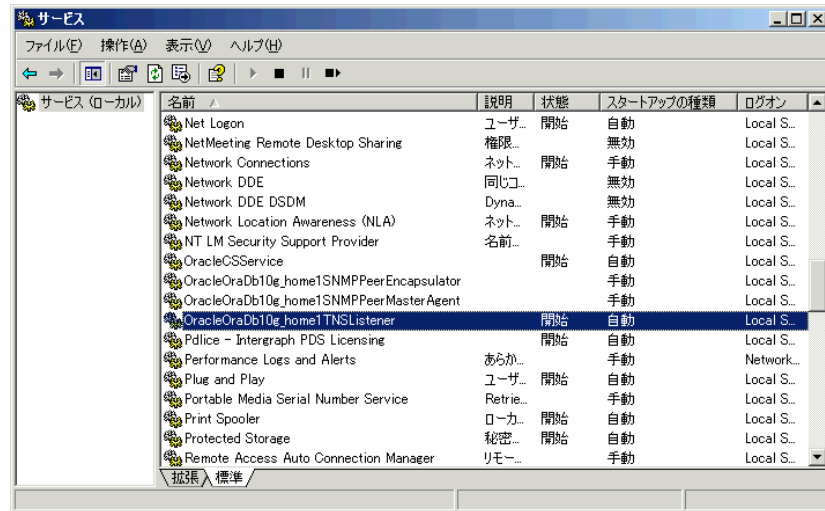 サービス
ファイル(F) 操作(A) 表示(V) ヘルプ(H)
サービス (ローカル)
名前 説明 状態 スタートアップの種類 ログオン
Net Logon ユーザ... 開始 自動 Local S...
NetMeeting Remote Desktop Sharing 権限... 無効 Local S...
Network Connections ネット... 開始 手動 Local S...
Network DDE 同じコ... 無効 Local S...
Network DDE DSDM Dyna... 無効 Local S...
Network Location Awareness (NLA) ネット... 開始 手動 Local S...
NT LM Security Support Provider 名前... 手動 Local S...
OracleCSService 開始 自動 Local S...
OracleOraDb10g_home1SNMPPeerEncapsulator 手動 Local S...
OracleOraDb10g_home1SNMPPeerMasterAgent 手動 Local S...
OracleOraDb10g_home1TNSListener 開始 自動 Local S...
Pdlice - Intergraph PDS Licensing 開始 自動 Local S...
Performance Logs and Alerts あらか... 手動 Network...
Plug and Play ユーザ... 開始 自動 Local S...
Portable Media Serial Number Service Retrie... 手動 Local S...
Print Spooler ローカ... 開始 自動 Local S...
Protected Storage 秘密... 開始 自動 Local S...
Remote Access Auto Connection Manager リモー... 手動 Local S...
拡張 標準